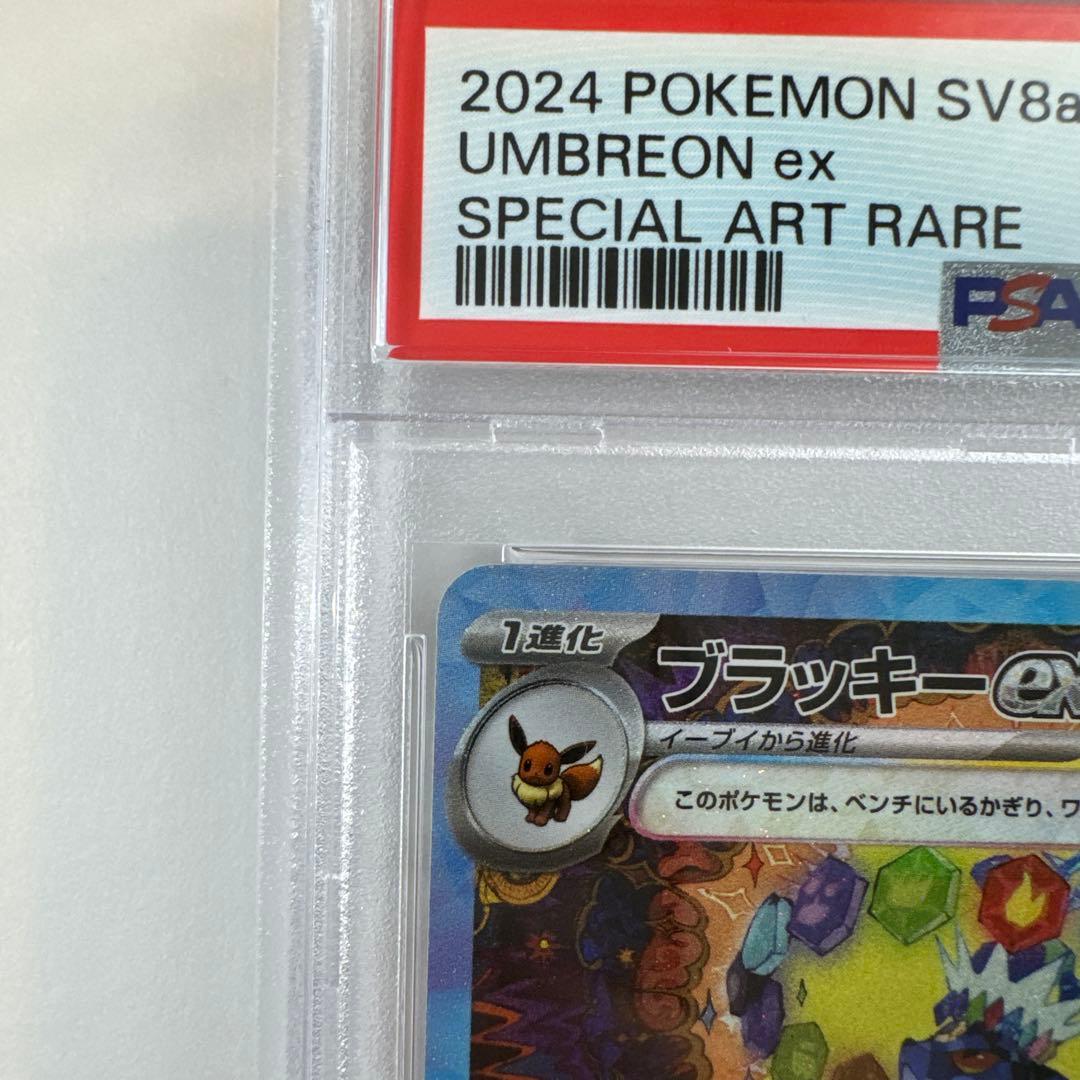 2024 POKEMON SV8a
UMBREON ex
SPECIAL ART RARE
PSA
1進化
ブラッキーex
イーブイから進化
このポケモンは、ベンチにいるかぎり、ワ